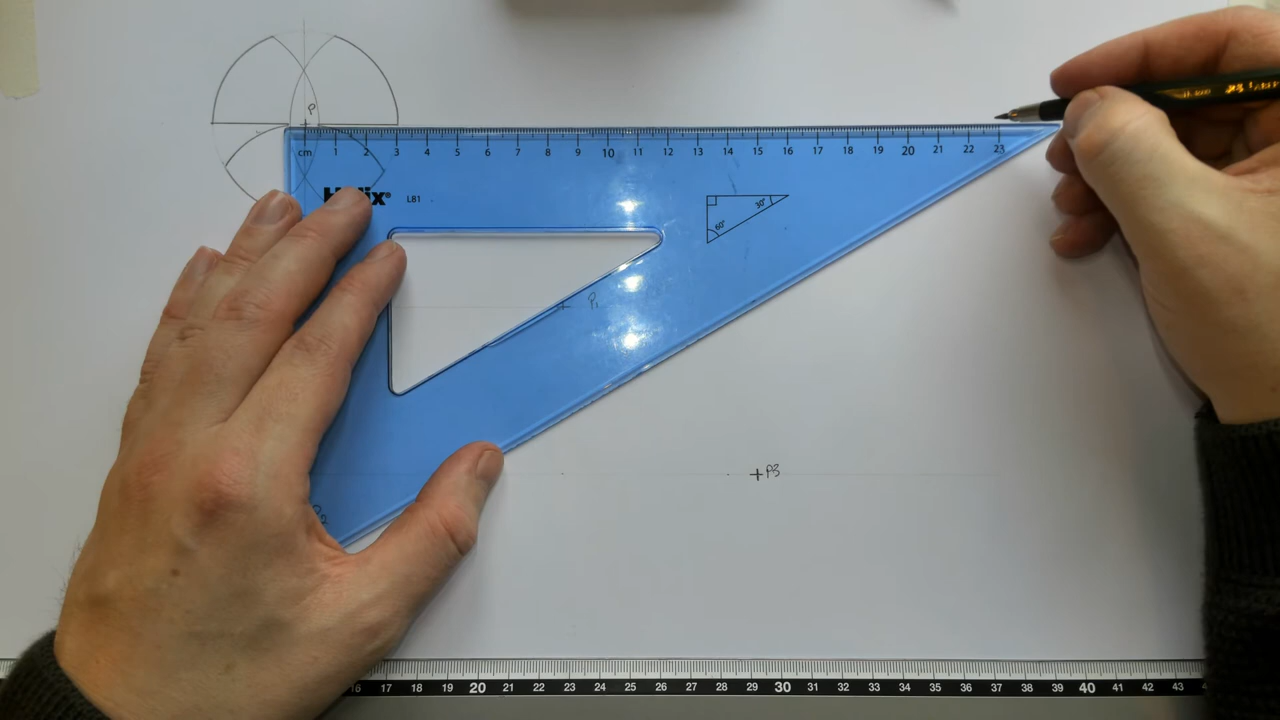 P
cm 1 2 3 4 5 6 7 8 9 10 11 12 13 14 15 16 17 18 19 20 21 22 23
Helix® L81
30°
60°
P1
P3
P2
16 17 18 19 20 21 22 23 24 25 26 27 28 29 30 31 32 33 34 35 36 37 38 39 40 41 42 43